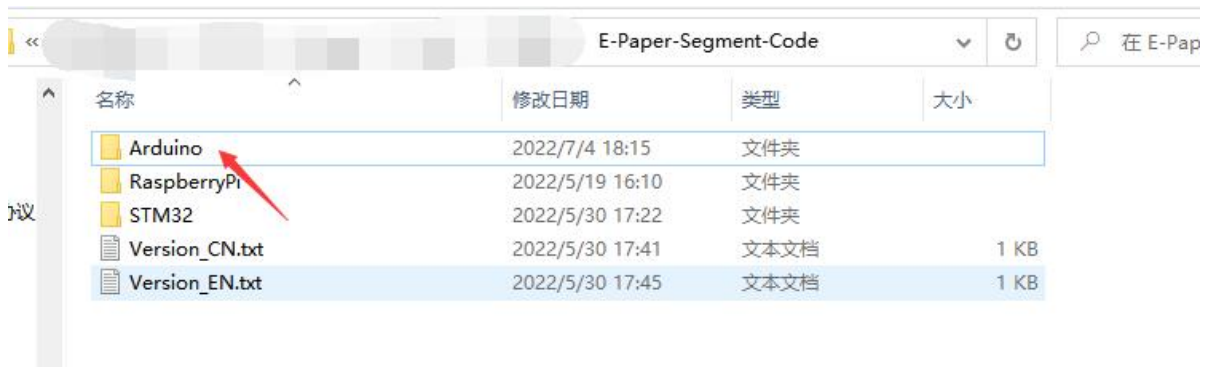 « E-Paper-Segment-Code 在 E-Pap
名称 修改日期 类型 大小
Arduino 2022/7/4 18:15 文件夹
RaspberryPi 2022/5/19 16:10 文件夹
STM32 2022/5/30 17:22 文件夹
Version_CN.txt 2022/5/30 17:41 文本文档 1 KB
Version_EN.txt 2022/5/30 17:45 文本文档 1 KB